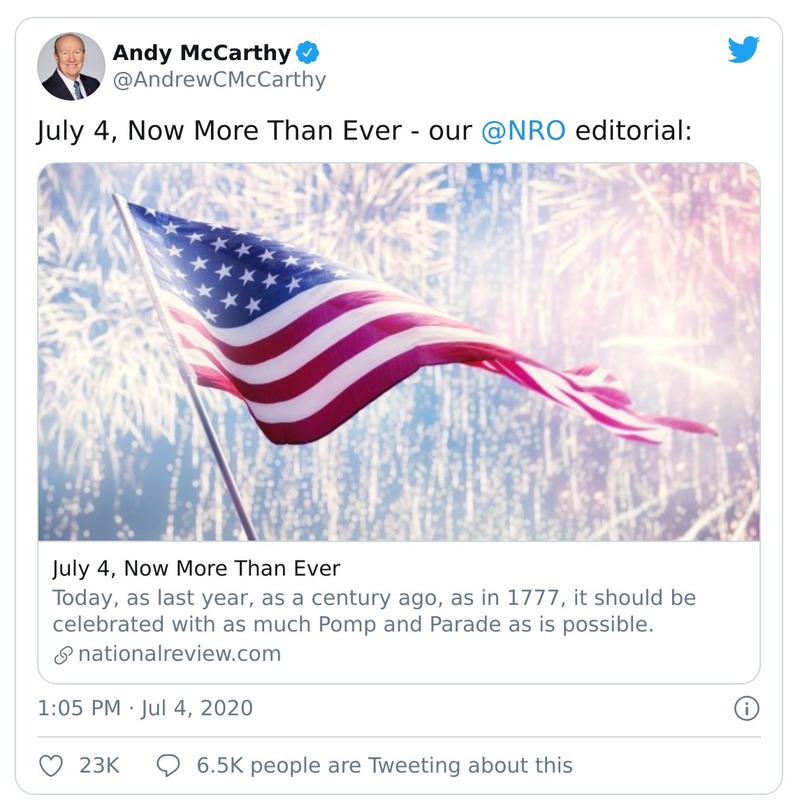 Andy McCarthy
@AndrewCMcCarthy
July 4, Now More Than Ever - our @NRO editorial:
July 4, Now More Than Ever
Today, as last year, as a century ago, as in 1777, it should be
celebrated with as much Pomp and Parade as is possible.
nationalreview.com
1:05 PM · Jul 4, 2020
23K 6.5K people are Tweeting about this